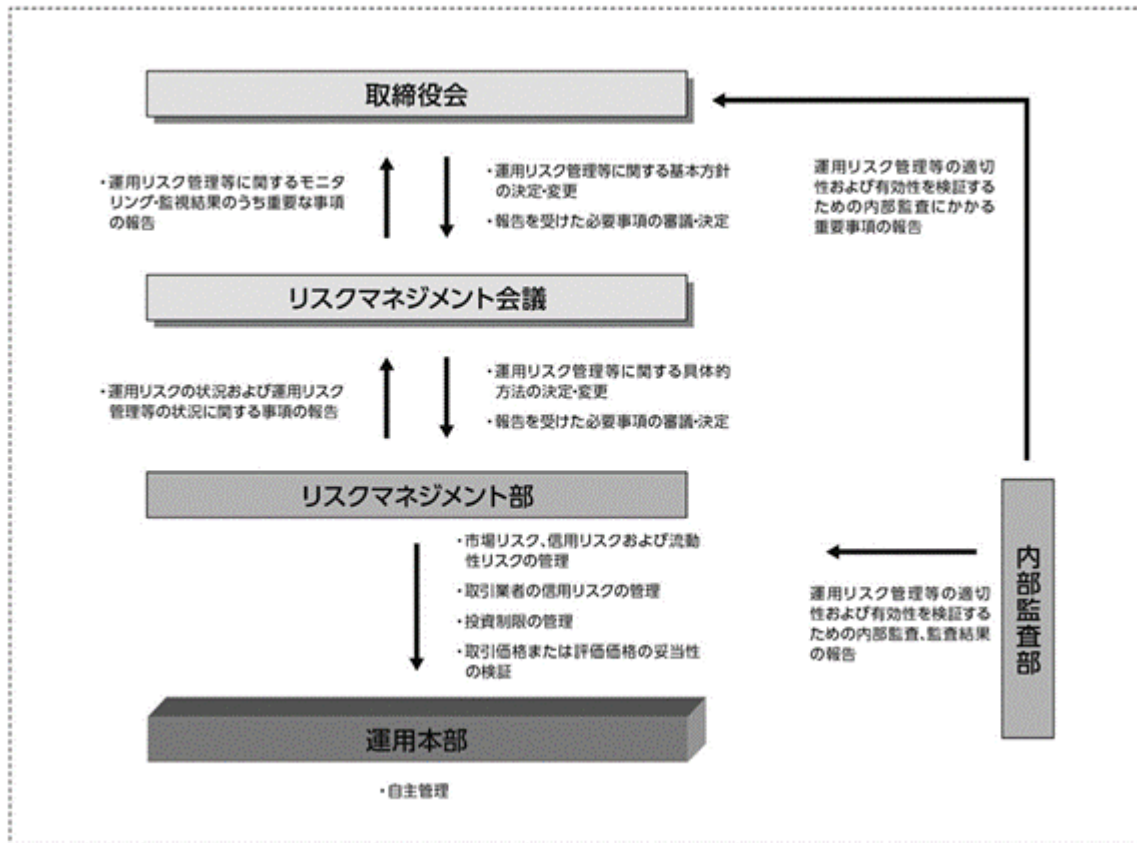 取締役会
・運用リスク管理等に関するモニタ
リング・監視結果のうち重要な事項
の報告
・運用リスク管理等に関する基本方針
の決定・変更
・報告を受けた必要事項の審議・決定
運用リスク管理等の適切
性および有効性を検証する
ための内部監査にかかる
重要事項の報告
リスクマネジメント会議
・運用リスクの状況および運用リスク
管理等の状況に関する事項の報告
・運用リスク管理等に関する具体的
方法の決定・変更
・報告を受けた必要事項の審議・決定
リスクマネジメント部
・市場リスク、信用リスクおよび流動
性リスクの管理
・取引業者の信用リスクの管理
・投資制限の管理
・取引価格または評価価格の妥当性
の検証
運用リスク管理等の適切
性および有効性を検証する
ための内部監査、監査結果
の報告
内部監査部
運用本部
・自主管理